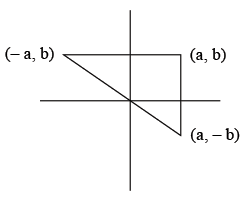 (– a, b)
(a, b)
(a, – b)